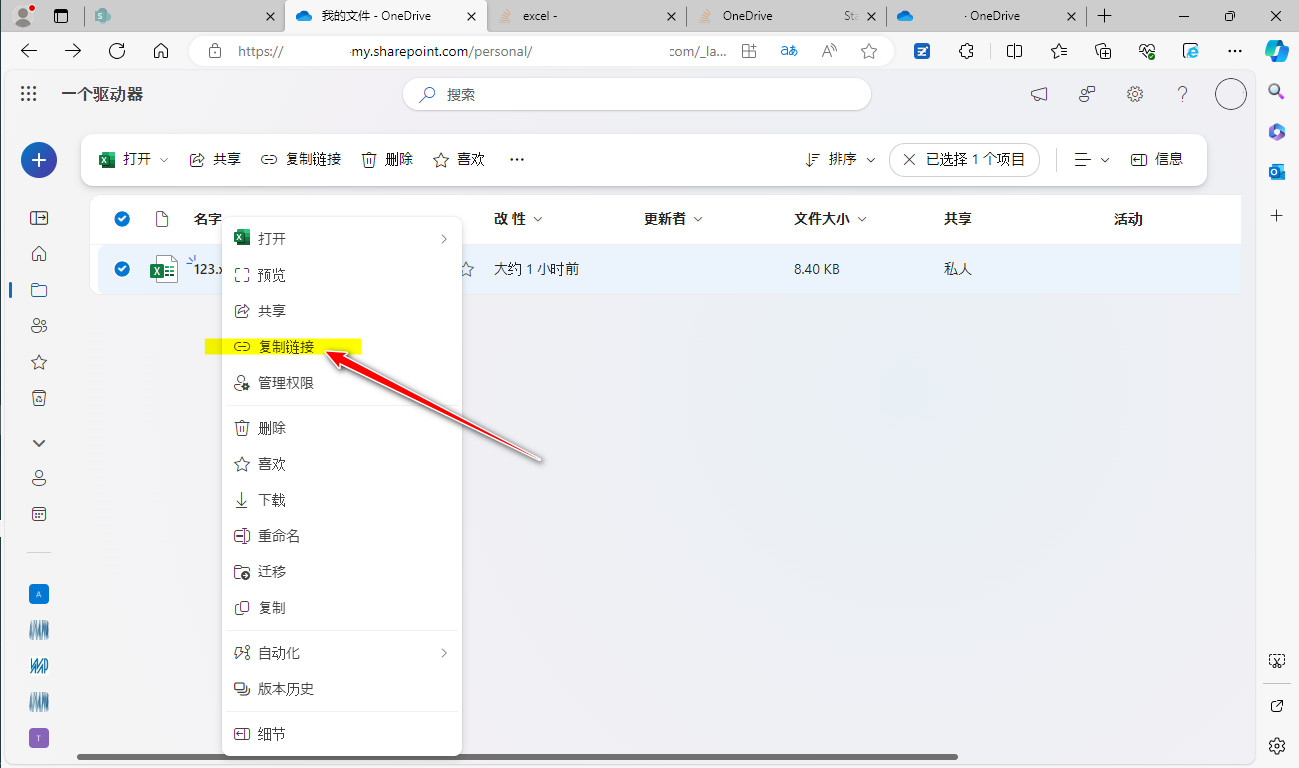 我的文件 - OneDrive
excel -
OneDrive
Sta
- OneDrive
https://
-my.sharepoint.com/personal/
com/_la...
一个驱动器
搜索
打开
共享
复制链接
删除
喜欢
排序
已选择 1 个项目
信息
名字
改 性
更新者
文件大小
共享
活动
123.x
大约 1 小时前
8.40 KB
私人
打开
预览
共享
复制链接
管理权限
删除
喜欢
下载
重命名
迁移
复制
自动化
版本历史
细节
A
T